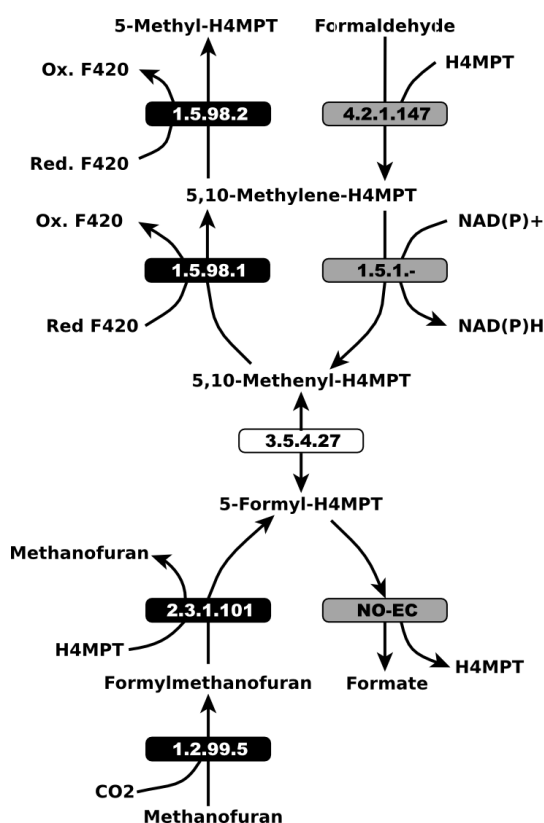 5-Methyl-H4MPT
Formaldehyde
Ox. F420
H4MPT
1.5.98.2
4.2.1.147
Red. F420
5,10-Methylene-H4MPT
Ox. F420
NAD(P)+
1.5.98.1
1.5.1.-
Red F420
NAD(P)H
5,10-Methenyl-H4MPT
3.5.4.27
5-Formyl-H4MPT
Methanofuran
2.3.1.101
NO-EC
H4MPT
H4MPT
Formylmethanofuran
Formate
1.2.99.5
CO2
Methanofuran